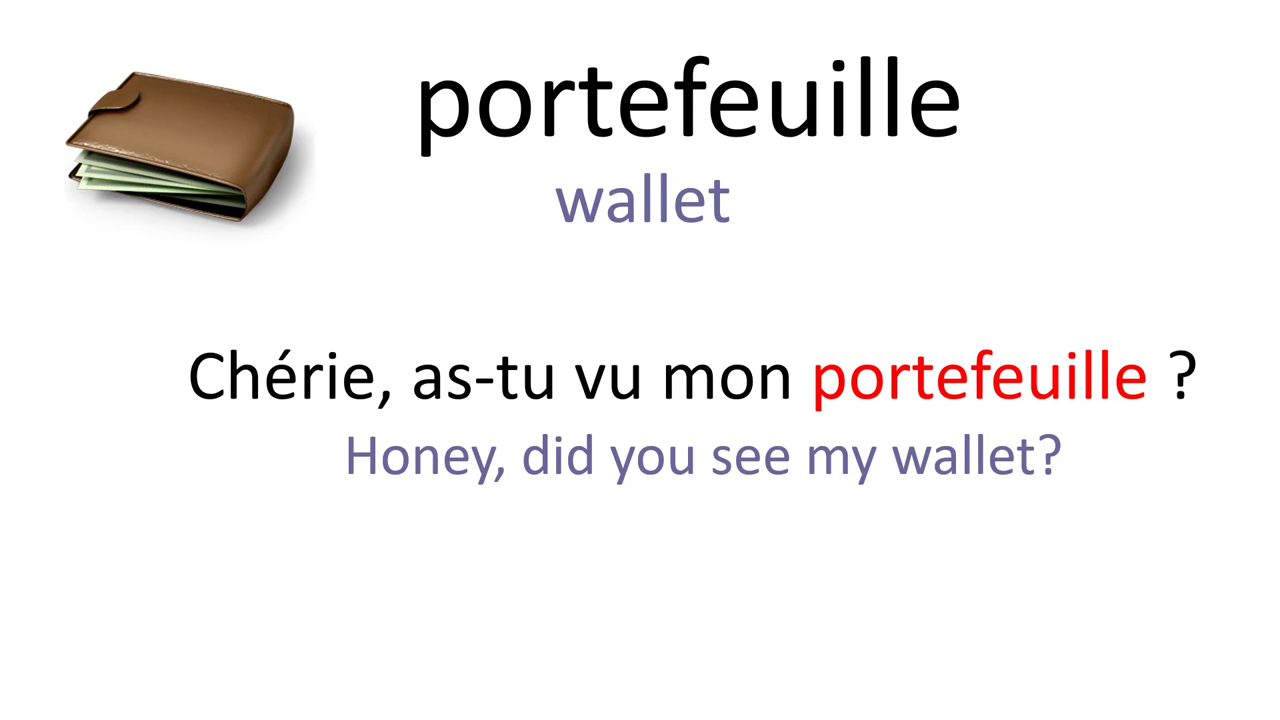 portefeuille
wallet
Chérie, as-tu vu mon portefeuille ?
Honey, did you see my wallet?